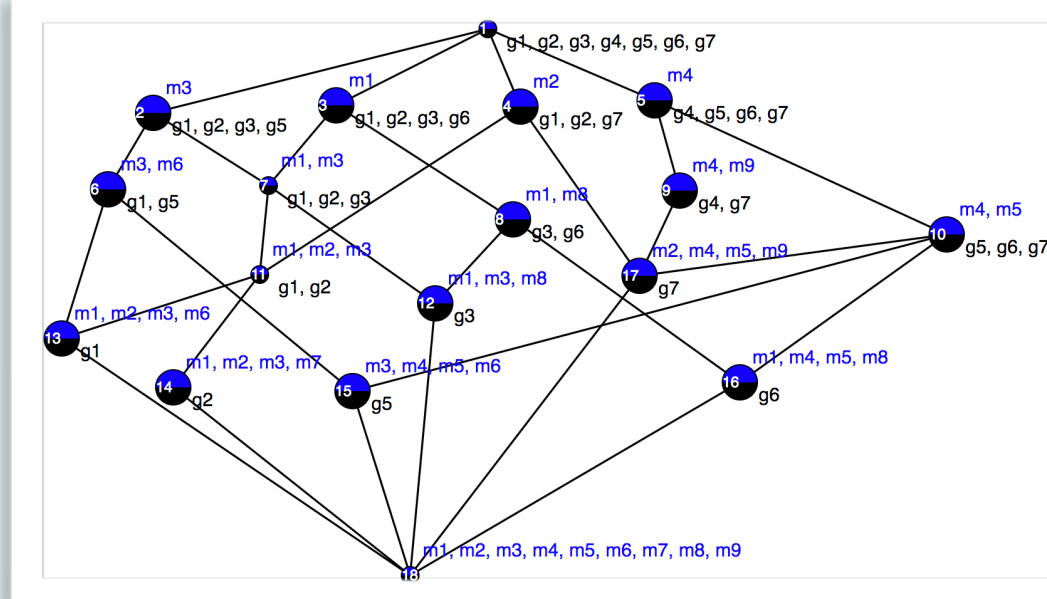 1
g1, g2, g3, g4, g5, g6, g7
m3
2
g1, g2, g3, g5
m1
3
g1, g2, g3, g6
m2
4
g1, g2, g7
m4
5
g4, g5, g6, g7
m3, m6
6
g1, g5
m1, m3
7
g1, g2, g3
m1, m8
8
g3, g6
m4, m9
9
g4, g7
m4, m5
10
g5, g6, g7
m1, m2, m3
11
g1, g2
m1, m3, m8
12
g3
m2, m4, m5, m9
17
g7
m1, m2, m3, m6
13
g1
m1, m2, m3, m7
14
g2
m3, m4, m5, m6
15
g5
m1, m4, m5, m8
16
g6
m1, m2, m3, m4, m5, m6, m7, m8, m9
18